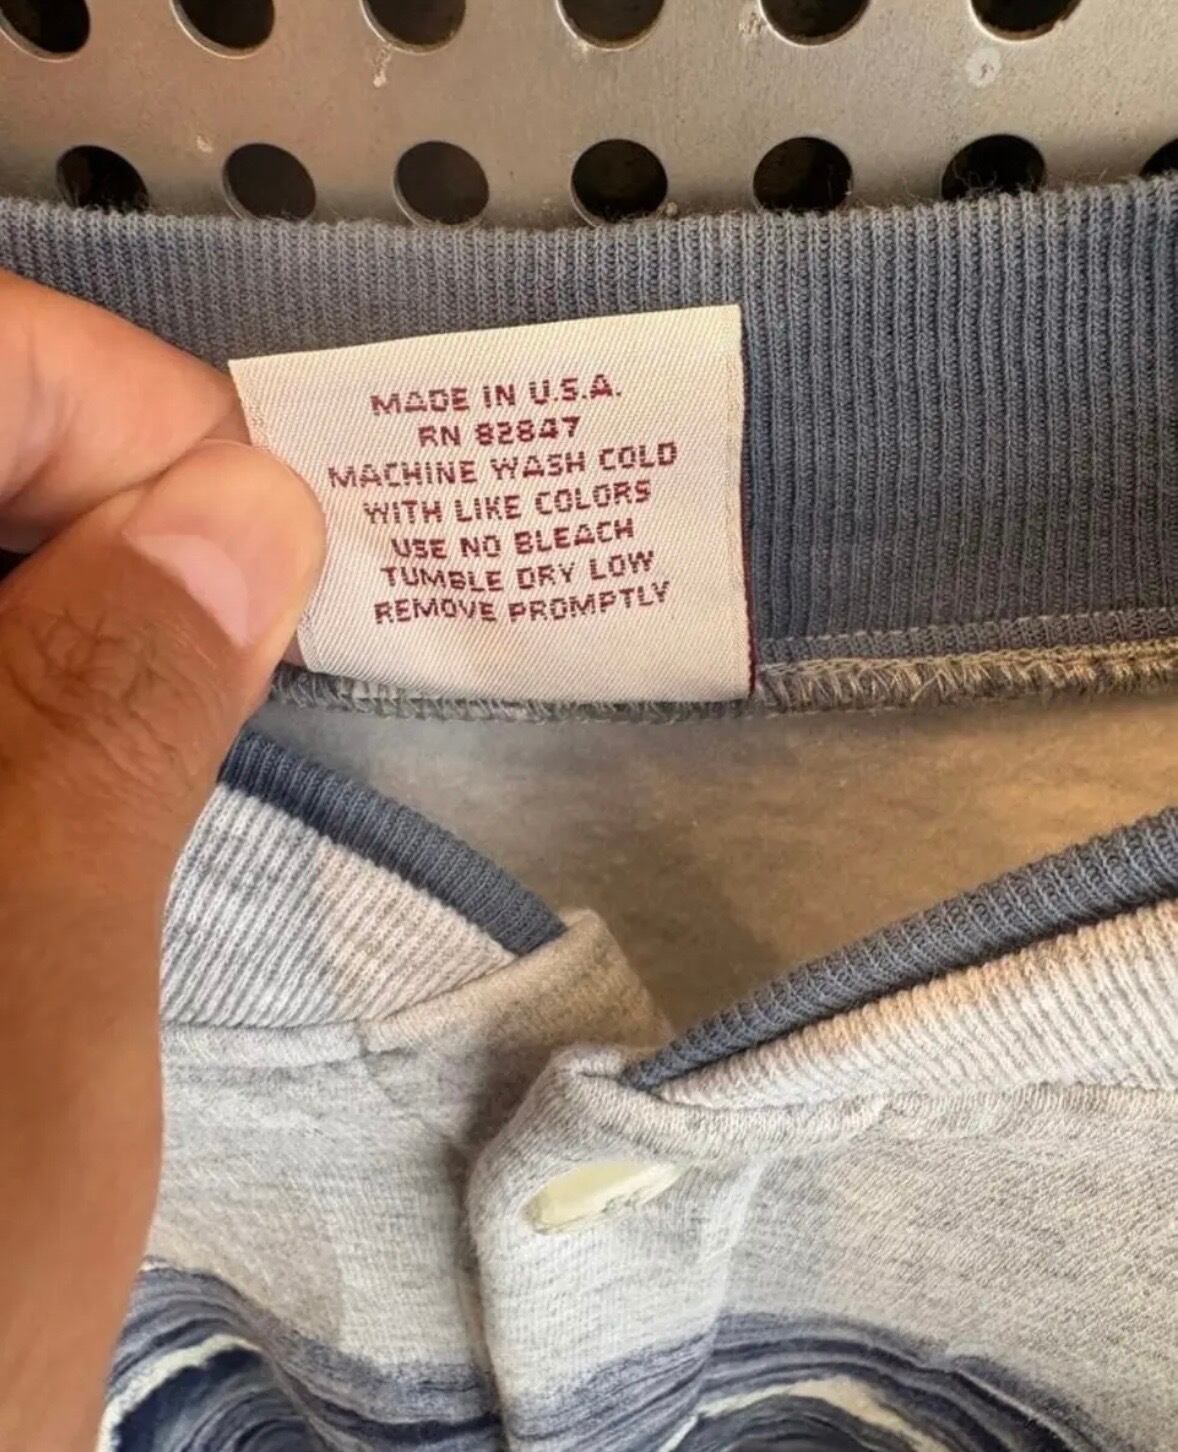 MADE IN U.S.A.
RN 82847
MACHINE WASH COLD
WITH LIKE COLORS
USE NO BLEACH
TUMBLE DRY LOW
REMOVE PROMPTLY